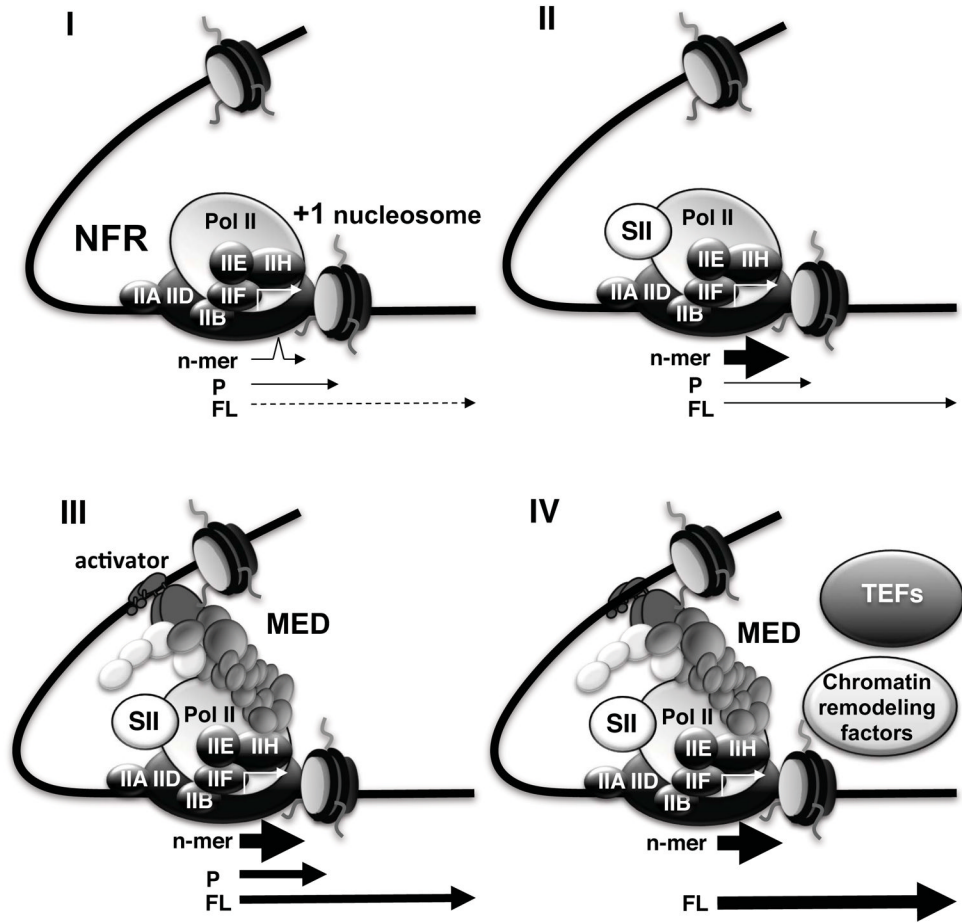 I
Pol II
+1 nucleosome
NFR
IIE
IIH
IIA IID
IIF
IIB
n-mer
P
FL
II
SII
Pol II
IIE
IIH
IIA IID
IIF
IIB
n-mer
P
FL
III
activator
MED
SII
Pol II
IIE
IIH
IIA IID
IIF
IIB
n-mer
P
FL
IV
TEFs
MED
Chromatin
remodeling
factors
SII
Pol II
IIE
IIH
IIA IID
IIF
IIB
n-mer
FL